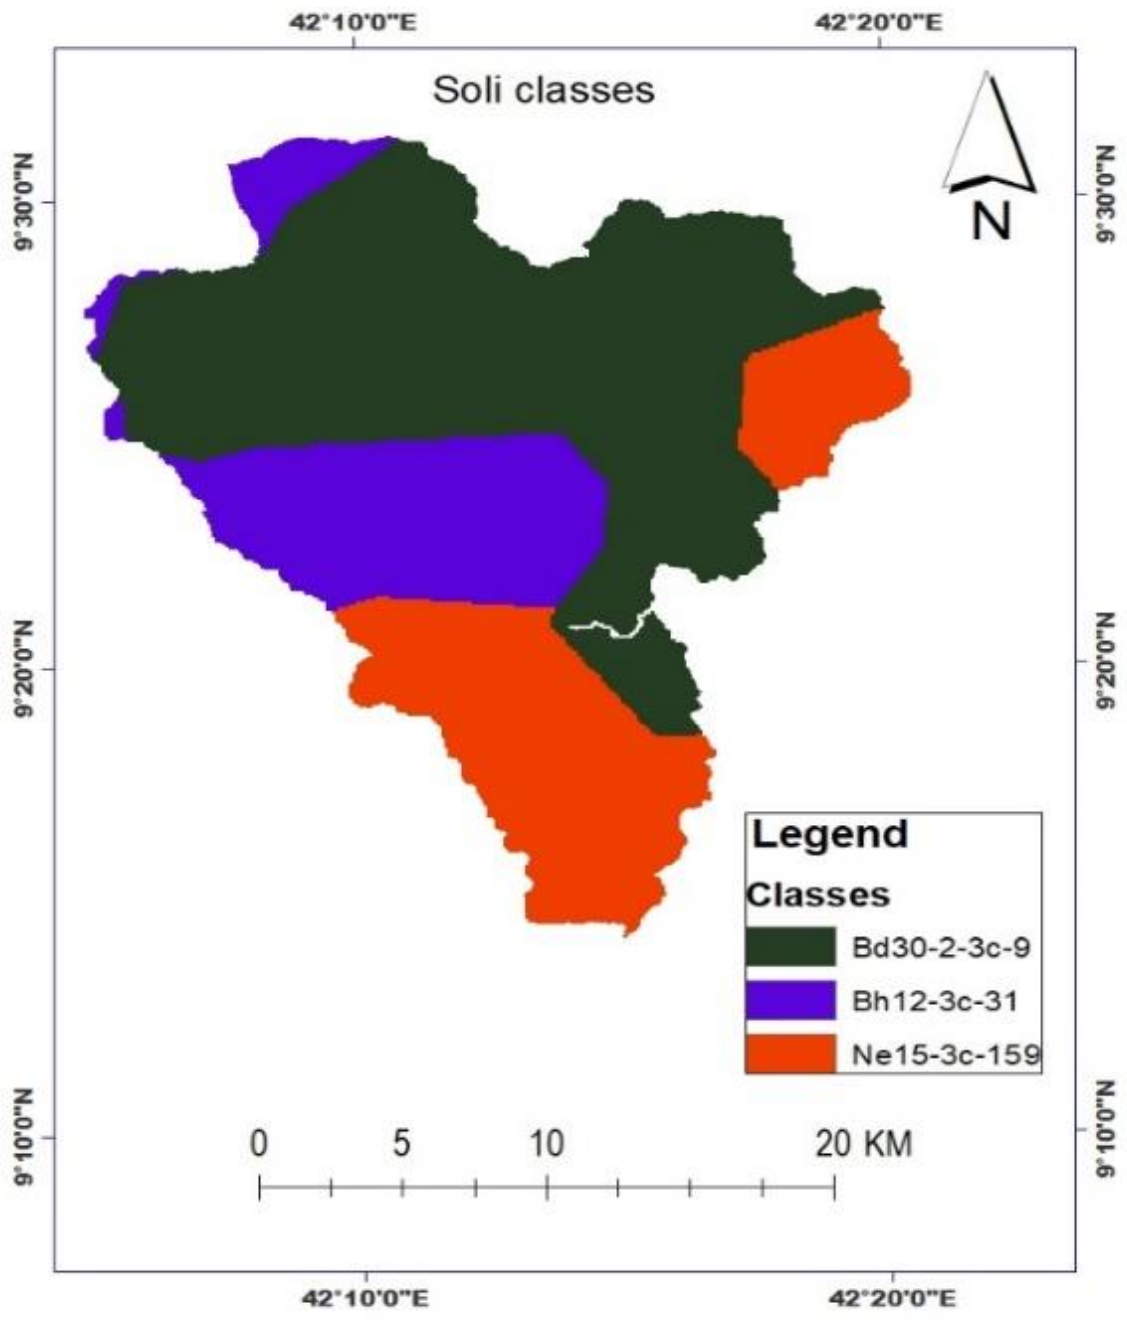 42°10'0"E 42°20'0"E
Soli classes
N
9°30'0"N 9°30'0"N
9°20'0"N 9°20'0"N
Legend
Classes
Bd30-2-3c-9
Bh12-3c-31
Ne15-3c-159
9°10'0"N 9°10'0"N
0 5 10 20 KM
42°10'0"E 42°20'0"E